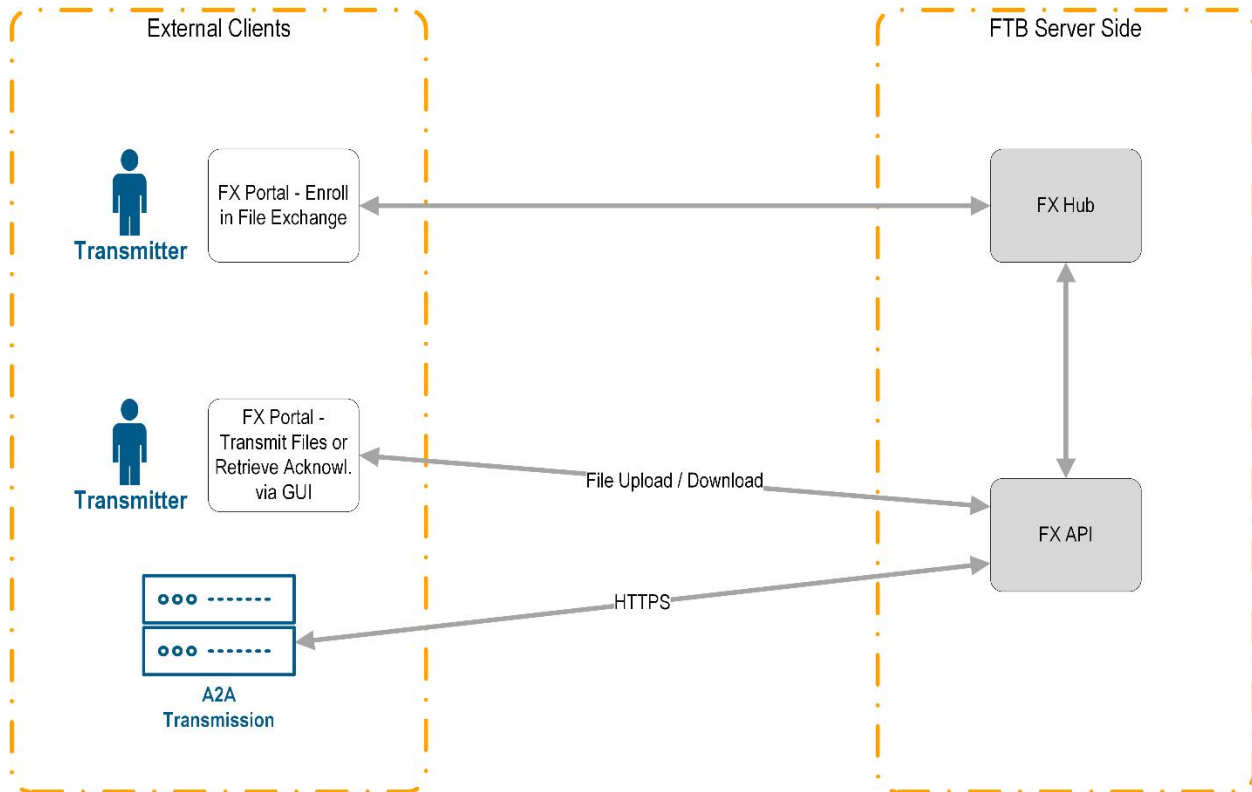 External Clients
FTB Server Side
Transmitter
FX Portal - Enroll
in File Exchange
FX Hub
Transmitter
FX Portal -
Transmit Files or
Retrieve Acknowl.
via GUI
File Upload / Download
FX API
HTTPS
A2A
Transmission